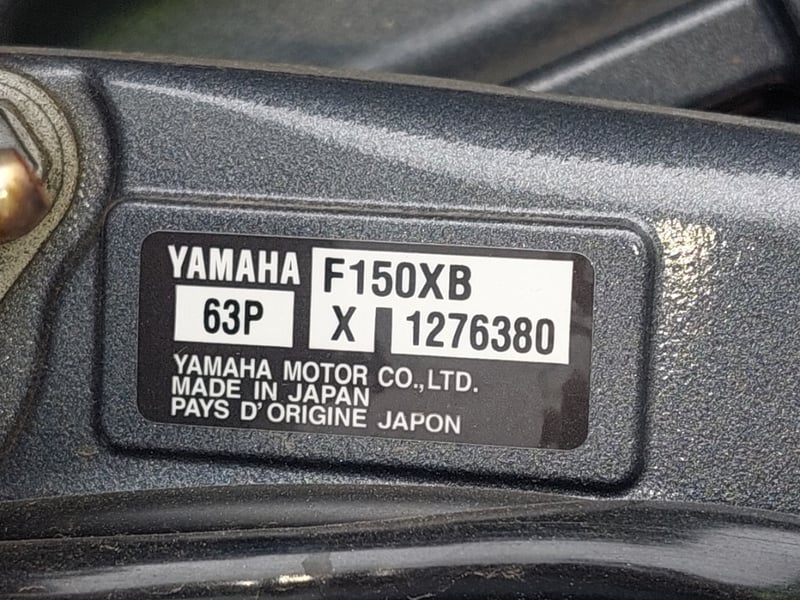 YAMAHA F150XB
63P X 1276380
YAMAHA MOTOR CO.,LTD.
MADE IN JAPAN
PAYS D'ORIGINE JAPON